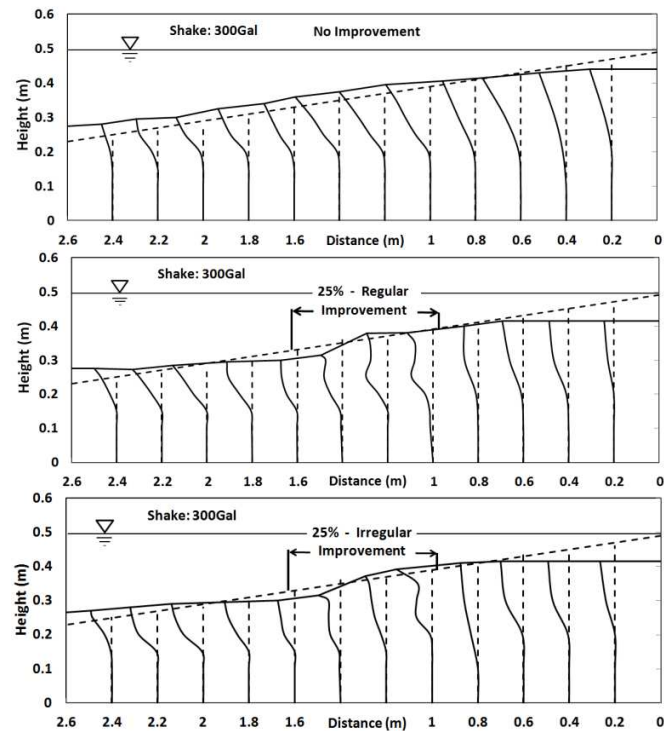 0.6
Shake: 300Gal No Improvement
0.5
0.4
0.3
0.2
0.1
0
Height (m)
2.6 2.4 2.2 2 1.8 1.6 Distance (m) 1 0.8 0.6 0.4 0.2 0
0.6
Shake: 300Gal
25% - Regular
Improvement
0.5
0.4
0.3
0.2
0.1
0
Height (m)
2.6 2.4 2.2 2 1.8 1.6 Distance (m) 1 0.8 0.6 0.4 0.2 0
0.6
Shake: 300Gal
25% - Irregular
Improvement
0.5
0.4
0.3
0.2
0.1
0
Height (m)
2.6 2.4 2.2 2 1.8 1.6 Distance (m) 1 0.8 0.6 0.4 0.2 0